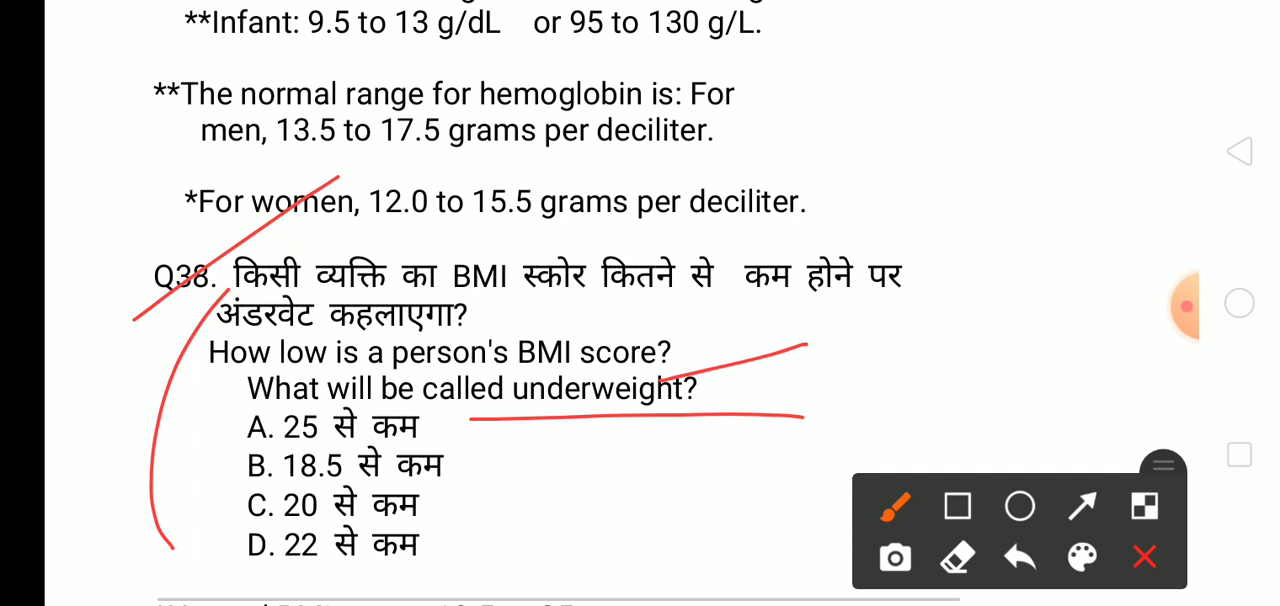 **Infant: 9.5 to 13 g/dL or 95 to 130 g/L.
**The normal range for hemoglobin is: For
men, 13.5 to 17.5 grams per deciliter.
*For women, 12.0 to 15.5 grams per deciliter.
Q38. किसी व्यक्ति का BMI स्कोर कितने से कम होने पर
अंडरवेट कहलाएगा?
How low is a person's BMI score?
What will be called underweight?
A. 25 से कम
B. 18.5 से कम
C. 20 से कम
D. 22 से कम